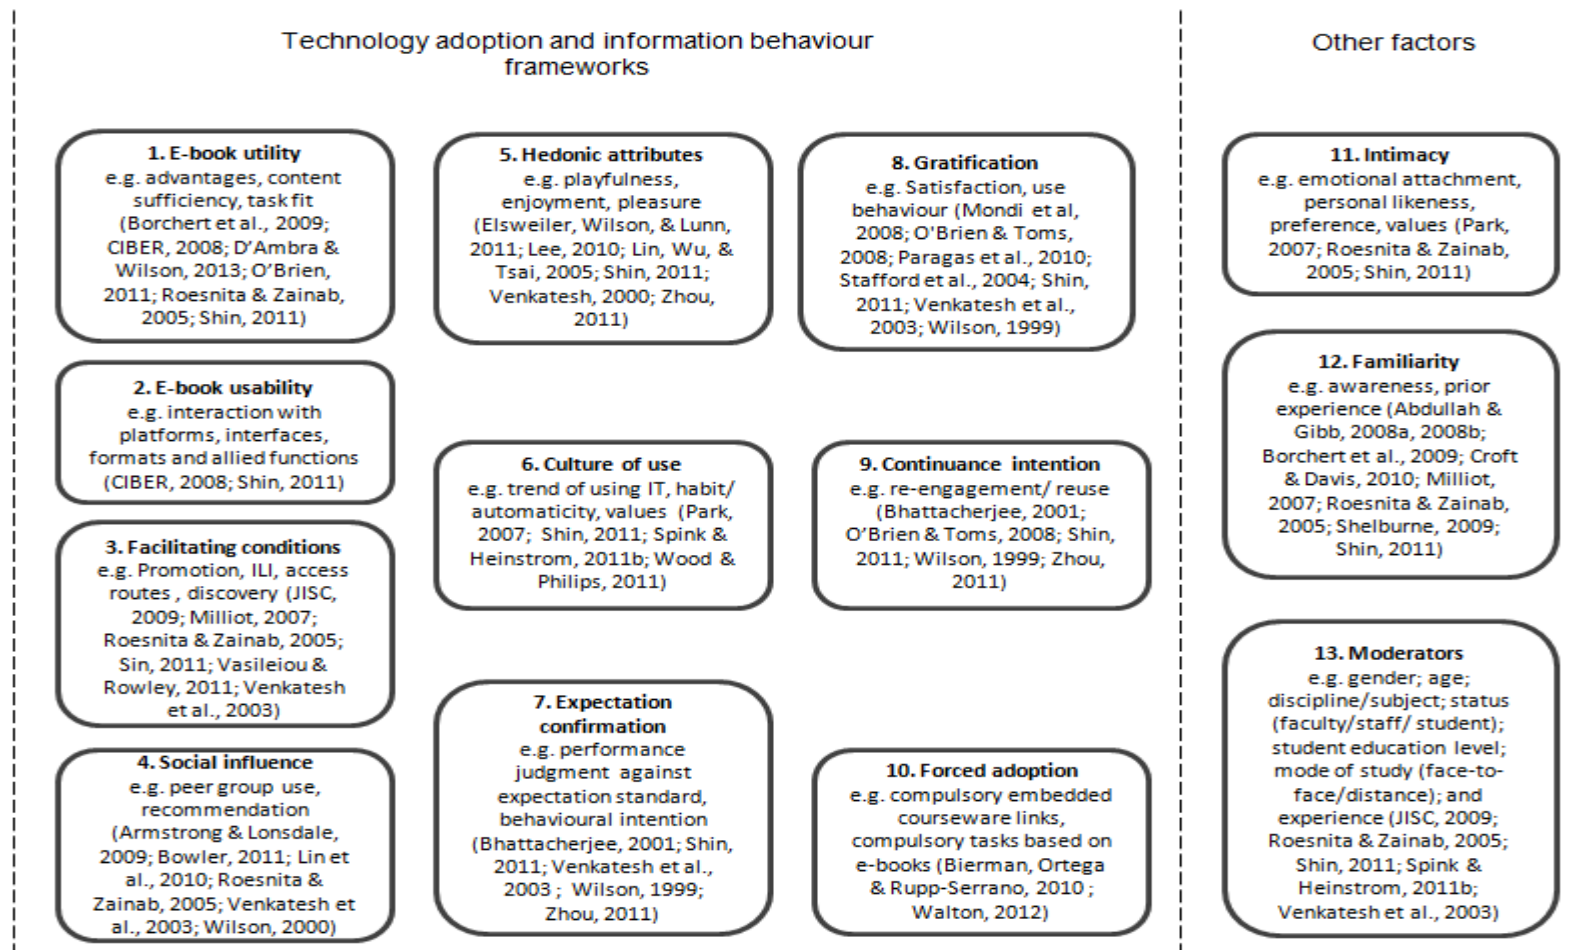 Technology adoption and information behaviour
frameworks
Other factors
1. E-book utility
e.g. advantages, content
sufficiency, task fit
(Borchert et al., 2009;
CIBER, 2008; D'Ambra &
Wilson, 2013; O'Brien,
2011; Roesnita & Zainab,
2005; Shin, 2011)
2. E-book usability
e.g. interaction with
platforms, interfaces,
formats and allied functions
(CIBER, 2008; Shin, 2011)
3. Facilitating conditions
e.g. Promotion, ILI, access
routes , discovery (JISC,
2009; Milliot, 2007;
Roesnita & Zainab, 2005;
Sin, 2011; Vasileiou &
Rowley, 2011; Venkatesh
et al., 2003)
4. Social influence
e.g. peer group use,
recommendation
(Armstrong & Lonsdale,
2009; Bowler, 2011; Lin et
al., 2010; Roesnita &
Zainab, 2005; Venkatesh et
al., 2003; Wilson, 2000)
5. Hedonic attributes
e.g. playfulness,
enjoyment, pleasure
(Elsweiler, Wilson, & Lunn,
2011; Lee, 2010; Lin, Wu, &
Tsai, 2005; Shin, 2011;
Venkatesh, 2000; Zhou,
2011)
6. Culture of use
e.g. trend of using IT, habit/
automaticity, values (Park,
2007; Shin, 2011; Spink &
Heinstrom, 2011b; Wood &
Philips, 2011)
7. Expectation
confirmation
e.g. performance
judgment against
expectation standard,
behavioural intention
(Bhattacherjee, 2001; Shin,
2011; Venkatesh et al.,
2003 ; Wilson, 1999;
Zhou, 2011)
8. Gratification
e.g. Satisfaction, use
behaviour (Mondi et al,
2008; O'Brien & Toms,
2008; Paragas et al., 2010;
Stafford et al., 2004; Shin,
2011; Venkatesh et al.,
2003; Wilson, 1999)
9. Continuance intention
e.g. re-engagement/ reuse
(Bhattacherjee, 2001;
O'Brien & Toms, 2008; Shin,
2011; Wilson, 1999; Zhou,
2011)
10. Forced adoption
e.g. compulsory embedded
courseware links,
compulsory tasks based on
e-books (Bierman, Ortega
& Rupp-Serrano, 2010 ;
Walton, 2012)
11. Intimacy
e.g. emotional attachment,
personal likeness,
preference, values (Park,
2007; Roesnita & Zainab,
2005; Shin, 2011)
12. Familiarity
e.g. awareness, prior
experience (Abdullah &
Gibb, 2008a, 2008b;
Borchert et al., 2009; Croft
& Davis, 2010; Milliot,
2007; Roesnita & Zainab,
2005; Shelburne, 2009;
Shin, 2011)
13. Moderators
e.g. gender; age;
discipline/subject; status
(faculty/staff/ student);
student education level;
mode of study (face-to-
face/distance); and
experience (JISC, 2009;
Roesnita & Zainab, 2005;
Shin, 2011; Spink &
Heinstrom, 2011b;
Venkatesh et al., 2003)